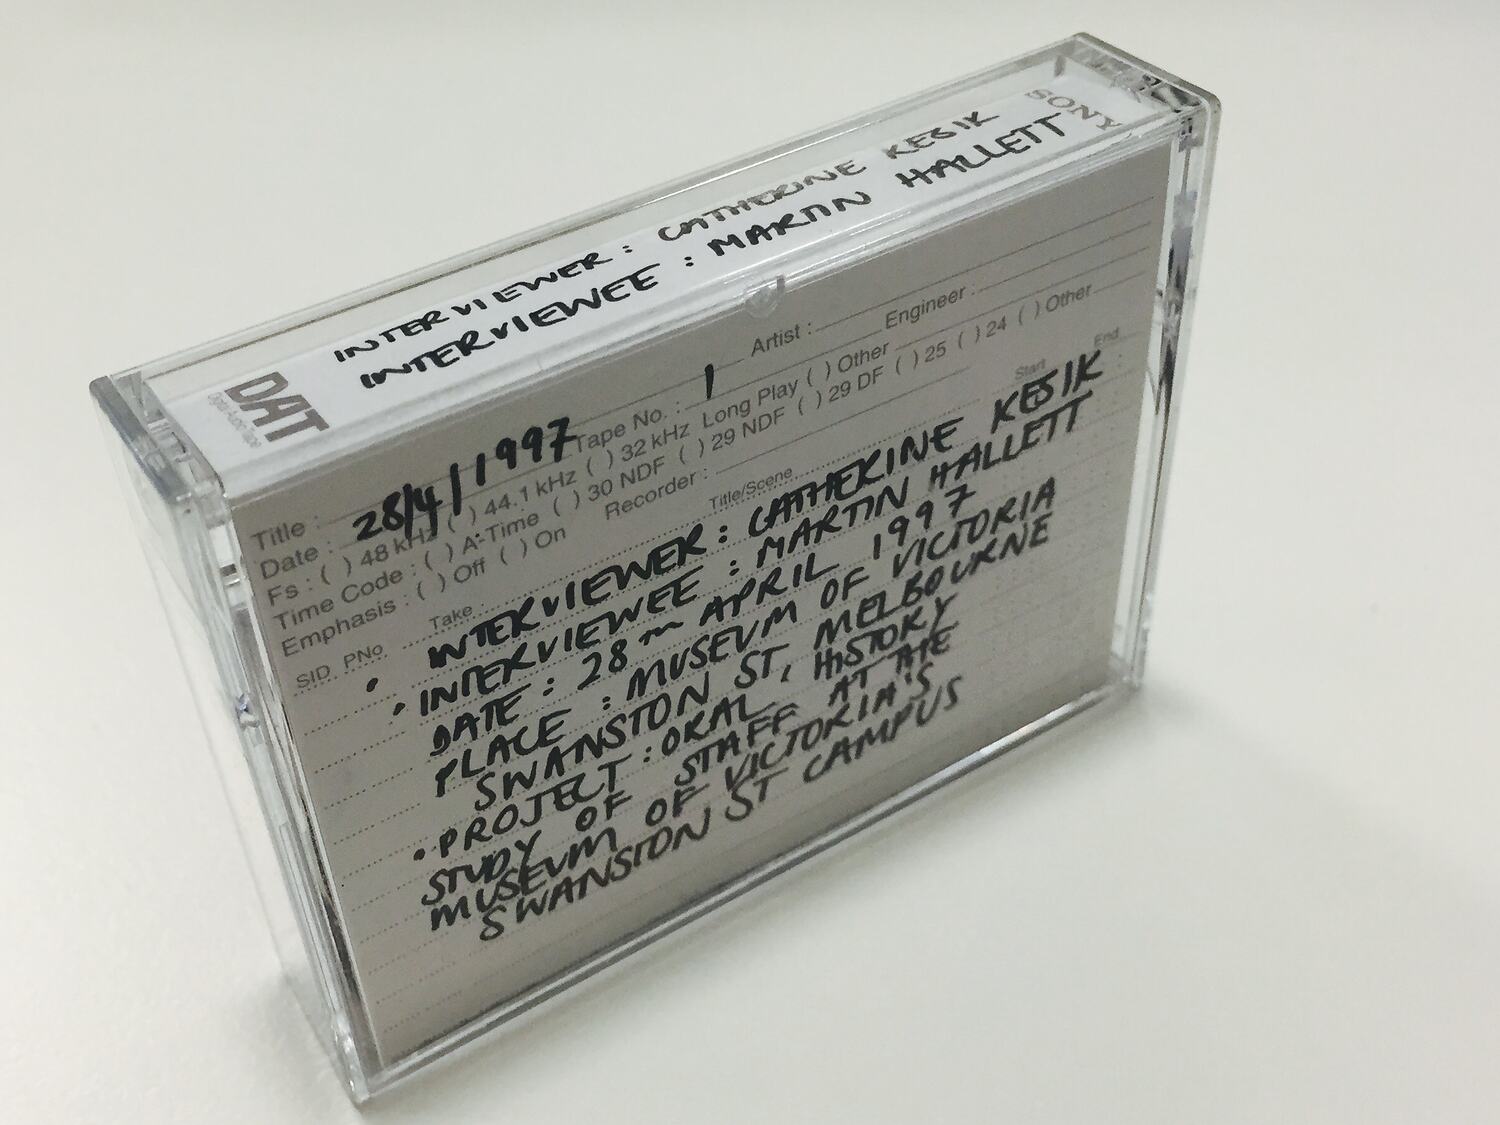 SONY
INTERVIEWER : CATHERINE KESIK
INTERVIEWEE : MARTIN HALLETT
DAT
Digital Audio Tape
Title :
Date : 28/4/1997 Tape No. : 1 Artist : Engineer :
Fs : ( ) 48 kHz ( ) 44.1 kHz ( ) 32 kHz Long Play ( ) Other
Time Code : ( ) A-Time ( ) 30 NDF ( ) 29 NDF ( ) 29 DF ( ) 25 ( ) 24 ( ) Other
Emphasis : ( ) Off ( ) On Recorder :
SID PNo Take Title/Scene Start End
• INTERVIEWER : CATHERINE KESIK
• INTERVIEWEE : MARTIN HALLETT
DATE : 28TH APRIL 1997
PLACE : MUSEUM OF VICTORIA
SWANSTON ST, MELBOURNE
• PROJECT : ORAL HISTORY
STUDY OF STAFF AT THE
MUSEUM OF VICTORIA'S
SWANSTON ST CAMPUS